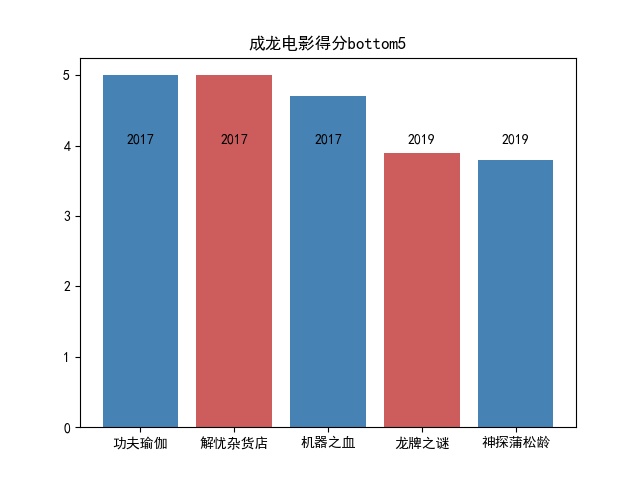 成龙电影得分bottom5
5
4
3
2
1
0
2017
2017
2017
2019
2019
功夫瑜伽
解忧杂货店
机器之血
龙牌之谜
神探蒲松龄